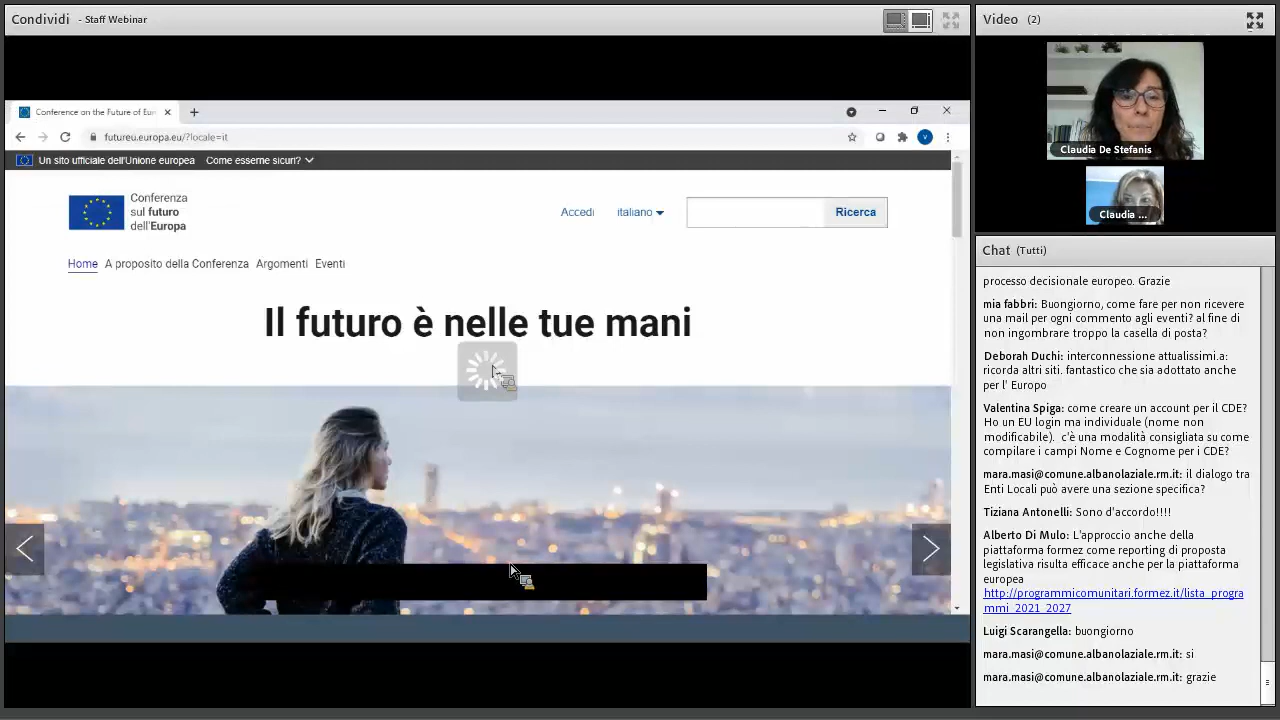 Condividi - Staff Webinar
Conference on the Future of Eur
futureu.europa.eu/?locale=it
Un sito ufficiale dell'Unione europea Come esserne sicuri?
Conferenza
sul futuro
dell'Europa
Accedi italiano Ricerca
Home A proposito della Conferenza Argomenti Eventi
Il futuro è nelle tue mani
Video (2)
Claudia De Stefanis
Claudia ...
Chat (Tutti)
processo decisionale europeo. Grazie
mia fabbri: Buongiorno, come fare per non ricevere
una mail per ogni commento agli eventi? al fine di
non ingombrare troppo la casella di posta?
Deborah Duchi: interconnessione attualissimi.a:
ricorda altri siti. fantastico che sia adottato anche
per l' Europo
Valentina Spiga: come creare un account per il CDE?
Ho un EU login ma individuale (nome non
modificabile). c'è una modalità consigliata su come
compilare i campi Nome e Cognome per i CDE?
mara.masi@comune.albanolaziale.rm.it: il dialogo tra
Enti Locali può avere una sezione specifica?
Tiziana Antonelli: Sono d'accordo!!!!
Alberto Di Mulo: L'approccio anche della
piattaforma formez come reporting di proposta
legislativa risulta efficace anche per la piattaforma
europea
http://programmicomunitari.formez.it/lista_progra
mmi_2021_2027
Luigi Scarangella: buongiorno
mara.masi@comune.albanolaziale.rm.it: si
mara.masi@comune.albanolaziale.rm.it: grazie